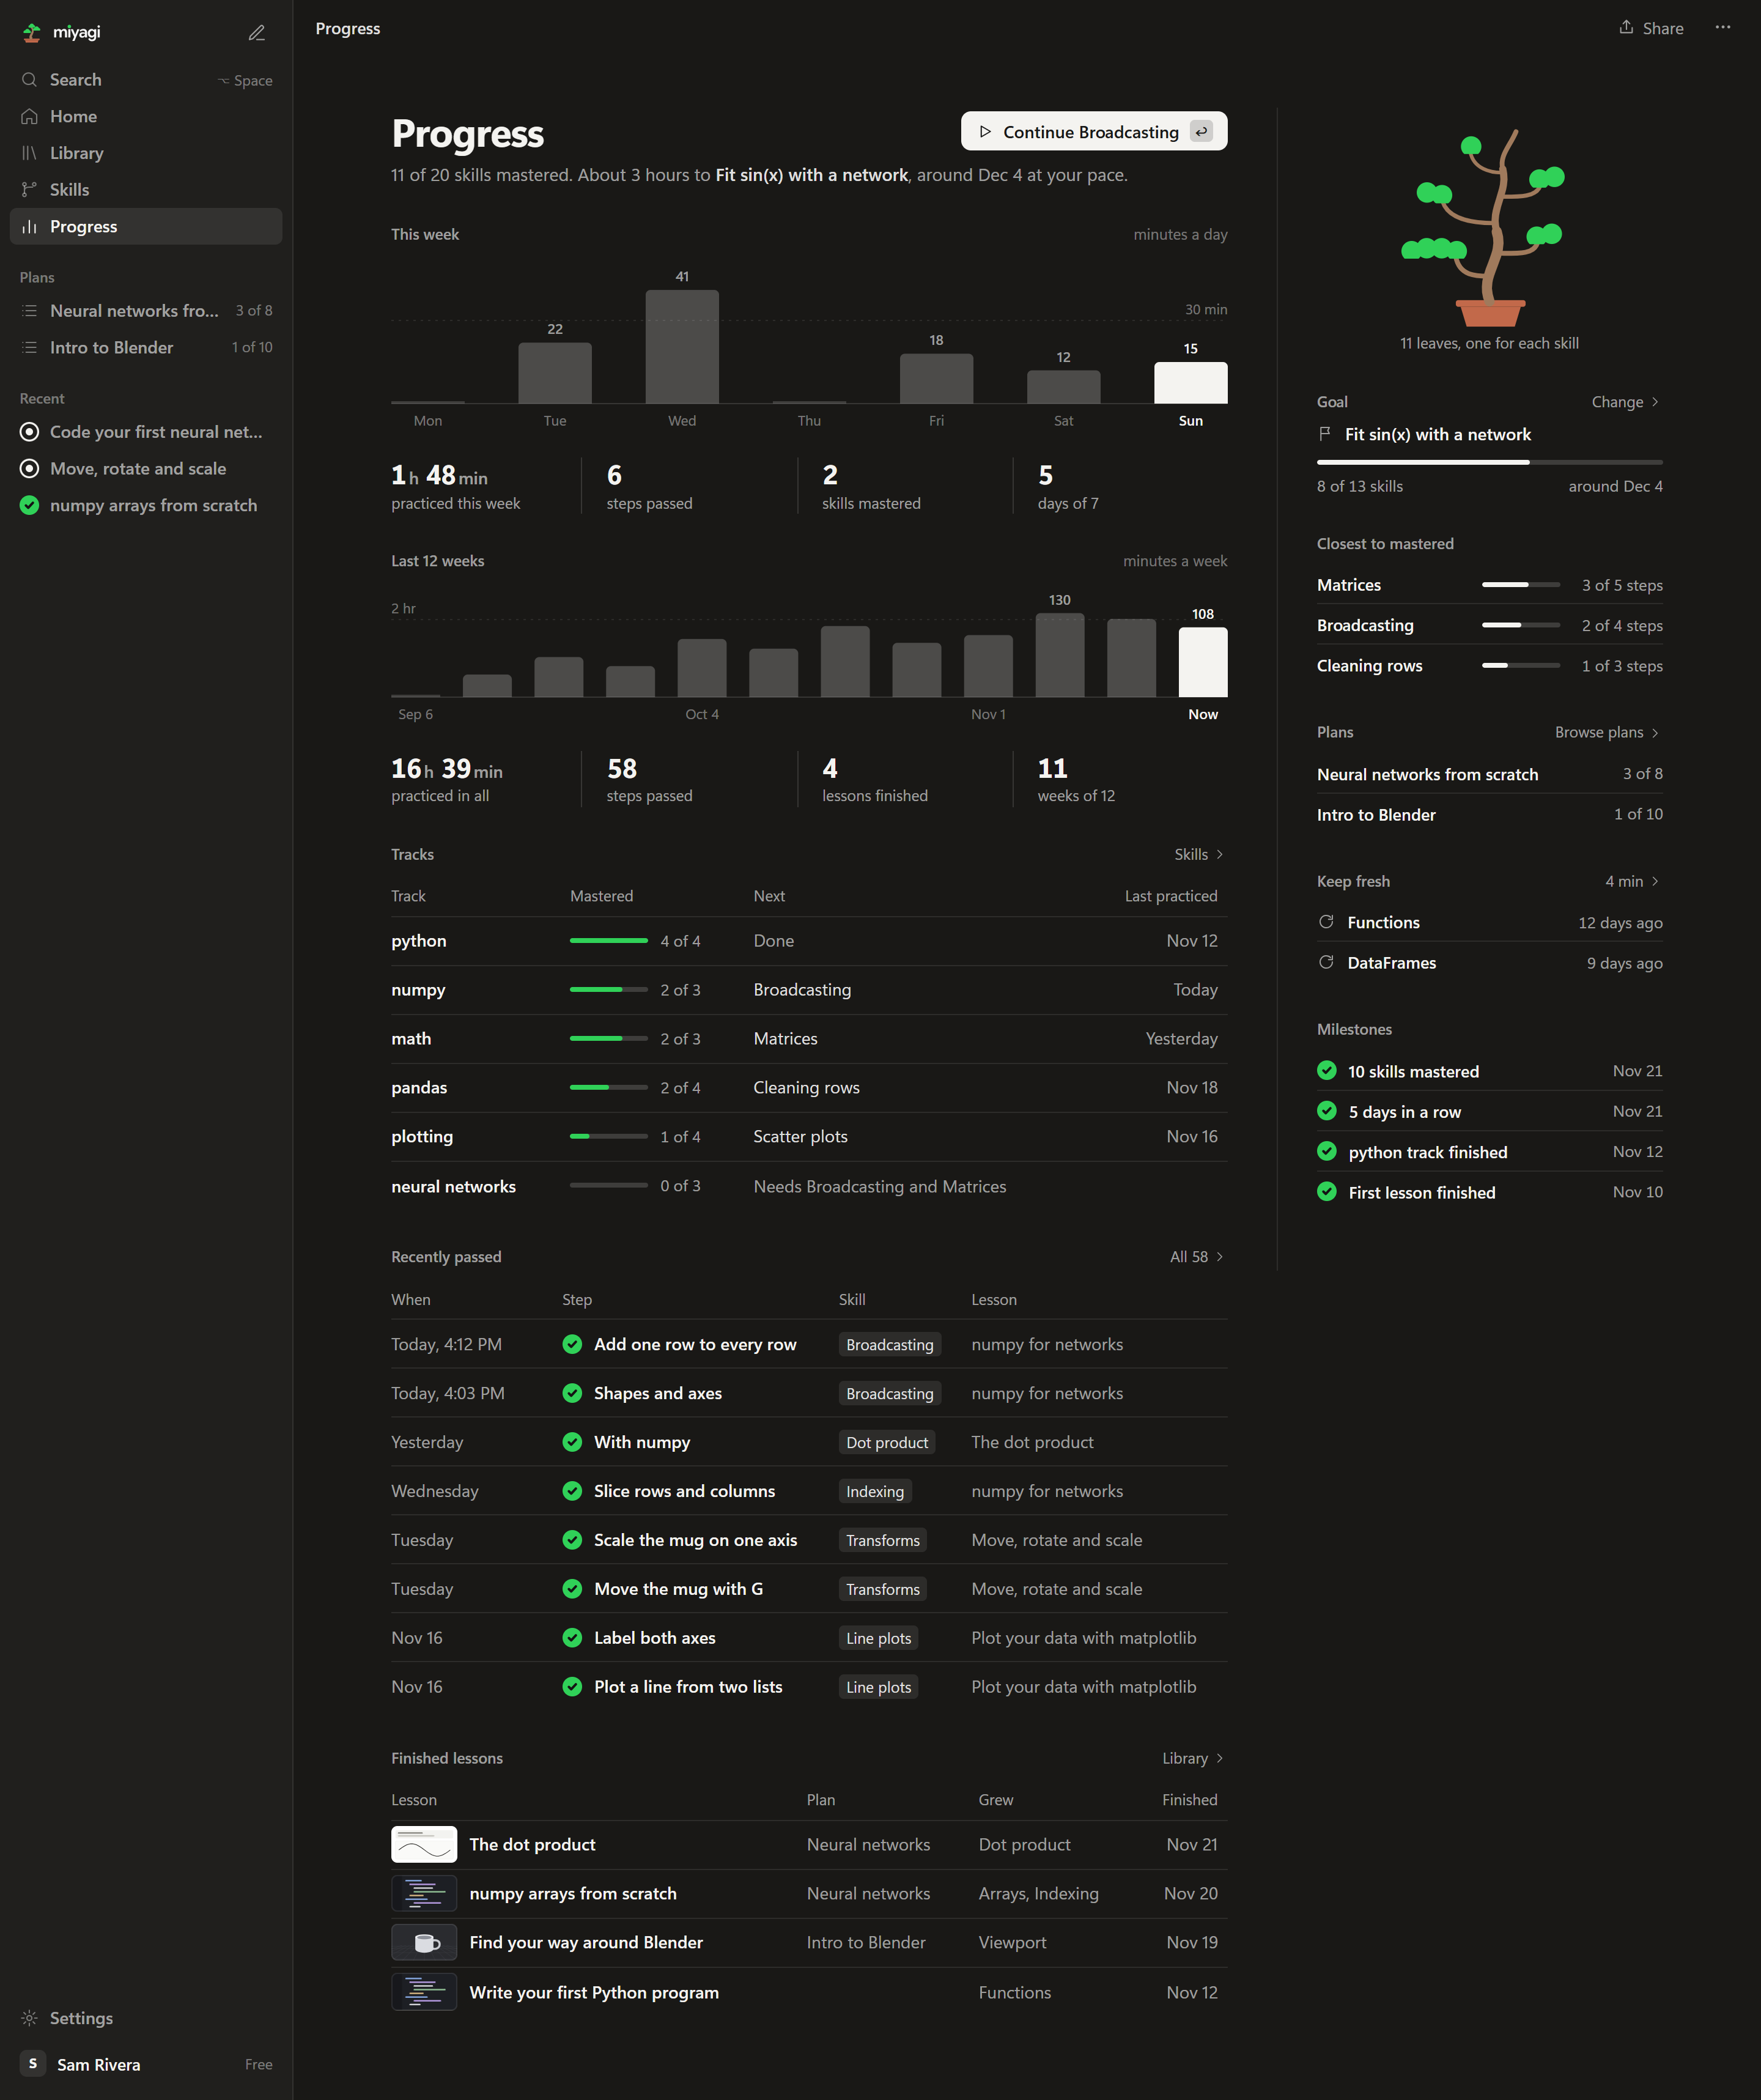 miyagi
Search
⌥ Space
Home
Library
Skills
Progress
Plans
Neural networks fro...
3 of 8
Intro to Blender
1 of 10
Recent
Code your first neural net...
Move, rotate and scale
numpy arrays from scratch
Settings
S
Sam Rivera
Free
Progress
Share
Progress
Continue Broadcasting
11 of 20 skills mastered. About 3 hours to Fit sin(x) with a network, around Dec 4 at your pace.
This week
minutes a day
30 min
22
41
18
12
15
Mon
Tue
Wed
Thu
Fri
Sat
Sun
1 h 48 min
practiced this week
6
steps passed
2
skills mastered
5
days of 7
Last 12 weeks
minutes a week
2 hr
130
108
Sep 6
Oct 4
Nov 1
Now
16 h 39 min
practiced in all
58
steps passed
4
lessons finished
11
weeks of 12
Tracks
Skills
Track Mastered Next Last practiced
python 4 of 4 Done Nov 12
numpy 2 of 3 Broadcasting Today
math 2 of 3 Matrices Yesterday
pandas 2 of 4 Cleaning rows Nov 18
plotting 1 of 4 Scatter plots Nov 16
neural networks 0 of 3 Needs Broadcasting and Matrices
Recently passed
All 58
When Step Skill Lesson
Today, 4:12 PM Add one row to every row Broadcasting numpy for networks
Today, 4:03 PM Shapes and axes Broadcasting numpy for networks
Yesterday With numpy Dot product The dot product
Wednesday Slice rows and columns Indexing numpy for networks
Tuesday Scale the mug on one axis Transforms Move, rotate and scale
Tuesday Move the mug with G Transforms Move, rotate and scale
Nov 16 Label both axes Line plots Plot your data with matplotlib
Nov 16 Plot a line from two lists Line plots Plot your data with matplotlib
Finished lessons
Library
Lesson Plan Grew Finished
The dot product Neural networks Dot product Nov 21
numpy arrays from scratch Neural networks Arrays, Indexing Nov 20
Find your way around Blender Intro to Blender Viewport Nov 19
Write your first Python program Functions Nov 12
11 leaves, one for each skill
Goal
Change
Fit sin(x) with a network
8 of 13 skills
around Dec 4
Closest to mastered
Matrices 3 of 5 steps
Broadcasting 2 of 4 steps
Cleaning rows 1 of 3 steps
Plans
Browse plans
Neural networks from scratch 3 of 8
Intro to Blender 1 of 10
Keep fresh
4 min
Functions 12 days ago
DataFrames 9 days ago
Milestones
10 skills mastered Nov 21
5 days in a row Nov 21
python track finished Nov 12
First lesson finished Nov 10